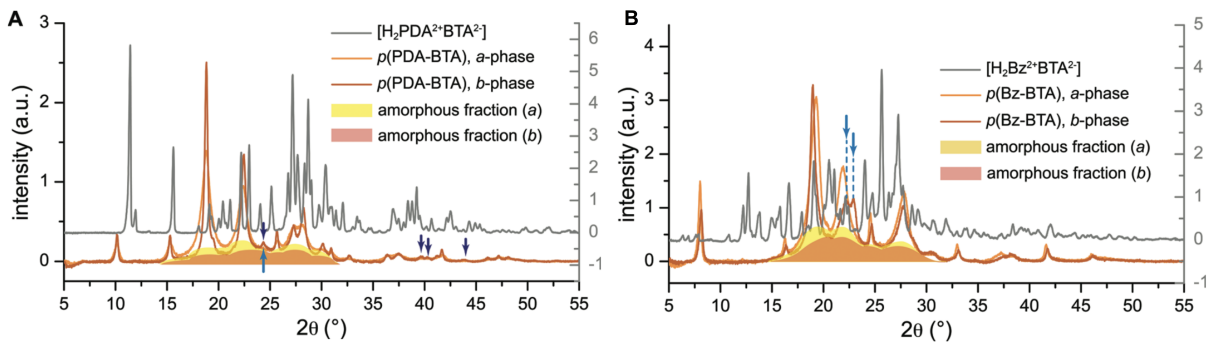 A
intensity (a.u.)
3
2
1
0
6
5
4
3
2
1
0
-1
[H₂PDA²⁺BTA²⁻]
p(PDA-BTA), a-phase
p(PDA-BTA), b-phase
amorphous fraction (a)
amorphous fraction (b)
5 10 15 20 25 30 35 40 45 50 55
2θ (°)
B
intensity (a.u.)
4
3
2
1
0
5
4
3
2
1
0
-1
[H₂Bz²⁺BTA²⁻]
p(Bz-BTA), a-phase
p(Bz-BTA), b-phase
amorphous fraction (a)
amorphous fraction (b)
5 10 15 20 25 30 35 40 45 50 55
2θ (°)